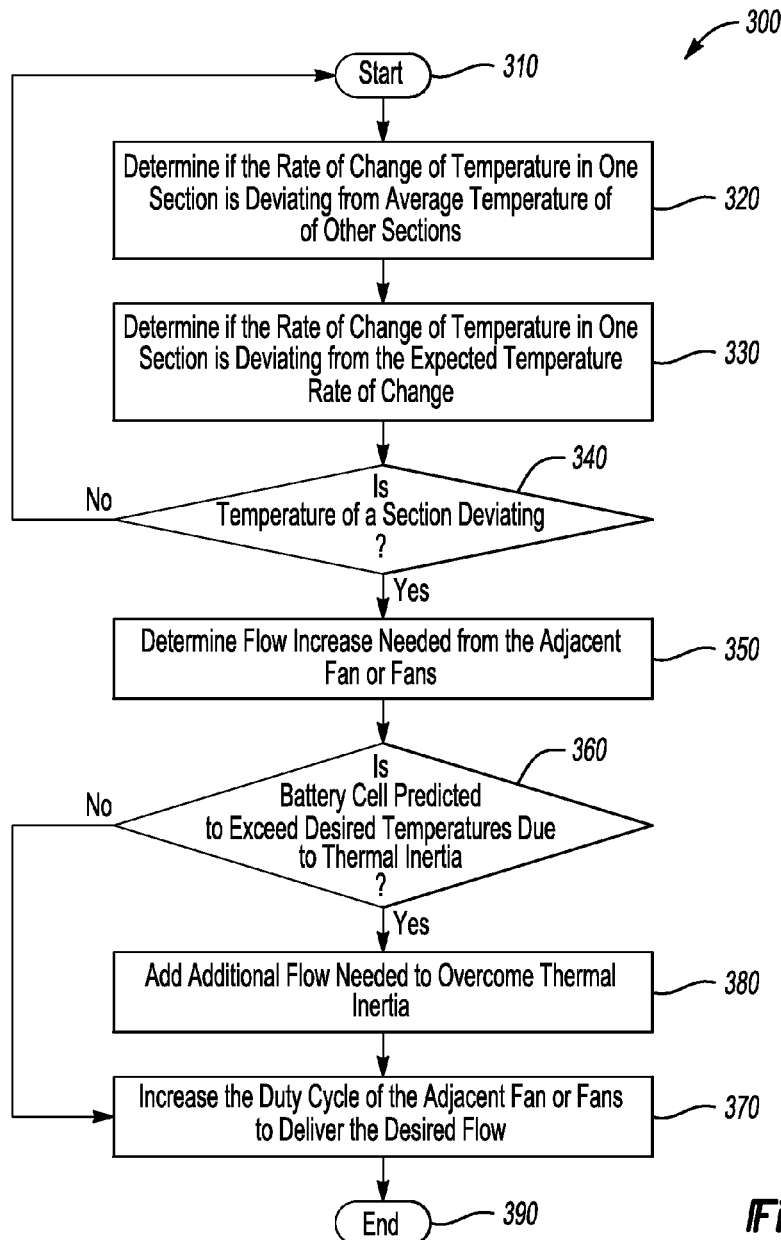 300
Start
310
Determine if the Rate of Change of Temperature in One
Section is Deviating from Average Temperature of
of Other Sections
320
Determine if the Rate of Change of Temperature in One
Section is Deviating from the Expected Temperature
Rate of Change
330
340
No
Is
Temperature of a Section Deviating
?
Yes
Determine Flow Increase Needed from the Adjacent
Fan or Fans
350
360
No
Is
Battery Cell Predicted
to Exceed Desired Temperatures Due
to Thermal Inertia
?
Yes
Add Additional Flow Needed to Overcome Thermal
Inertia
380
Increase the Duty Cycle of the Adjacent Fan or Fans
to Deliver the Desired Flow
370
End
390